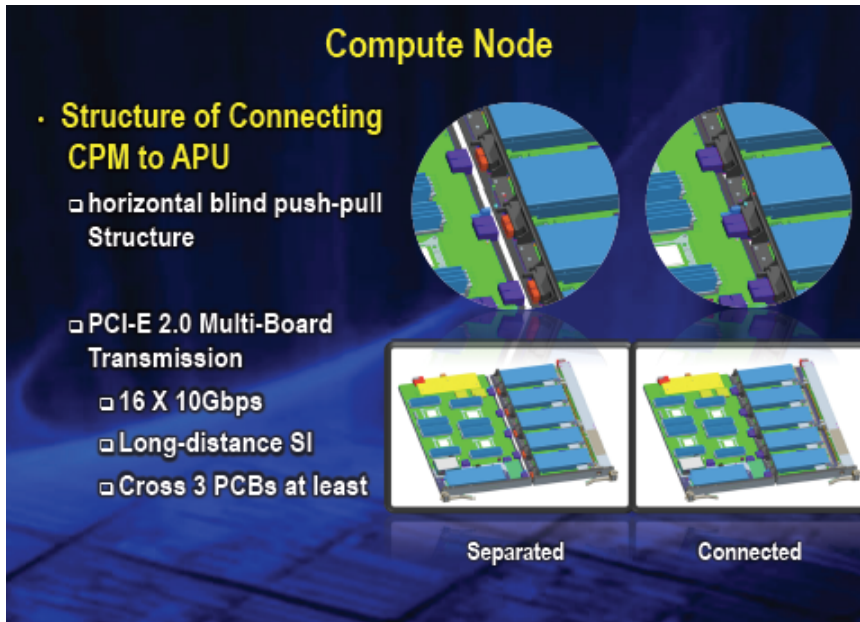 Compute Node
· Structure of Connecting
CPM to APU
horizontal blind push-pull
Structure
PCI-E 2.0 Multi-Board
Transmission
16 X 10Gbps
Long-distance SI
Cross 3 PCBs at least
Separated
Connected